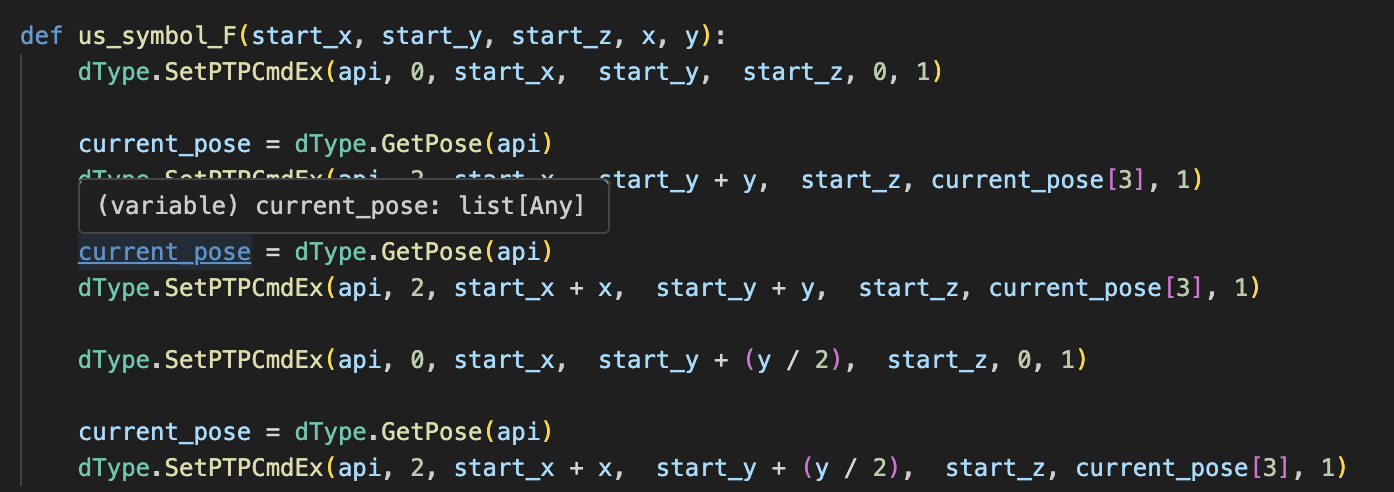 def us_symbol_F(start_x, start_y, start_z, x, y):
dType.SetPTPCmdEx(api, 0, start_x,  start_y,  start_z, 0, 1)
current_pose = dType.GetPose(api)
dType.SetPTPCmdEx(api, 2, start_x,  start_y + y,  start_z, current_pose[3], 1)
(variable) current_pose: list[Any]
current_pose = dType.GetPose(api)
dType.SetPTPCmdEx(api, 2, start_x + x,  start_y + y,  start_z, current_pose[3], 1)
dType.SetPTPCmdEx(api, 0, start_x,  start_y + (y / 2),  start_z, 0, 1)
current_pose = dType.GetPose(api)
dType.SetPTPCmdEx(api, 2, start_x + x,  start_y + (y / 2),  start_z, current_pose[3], 1)